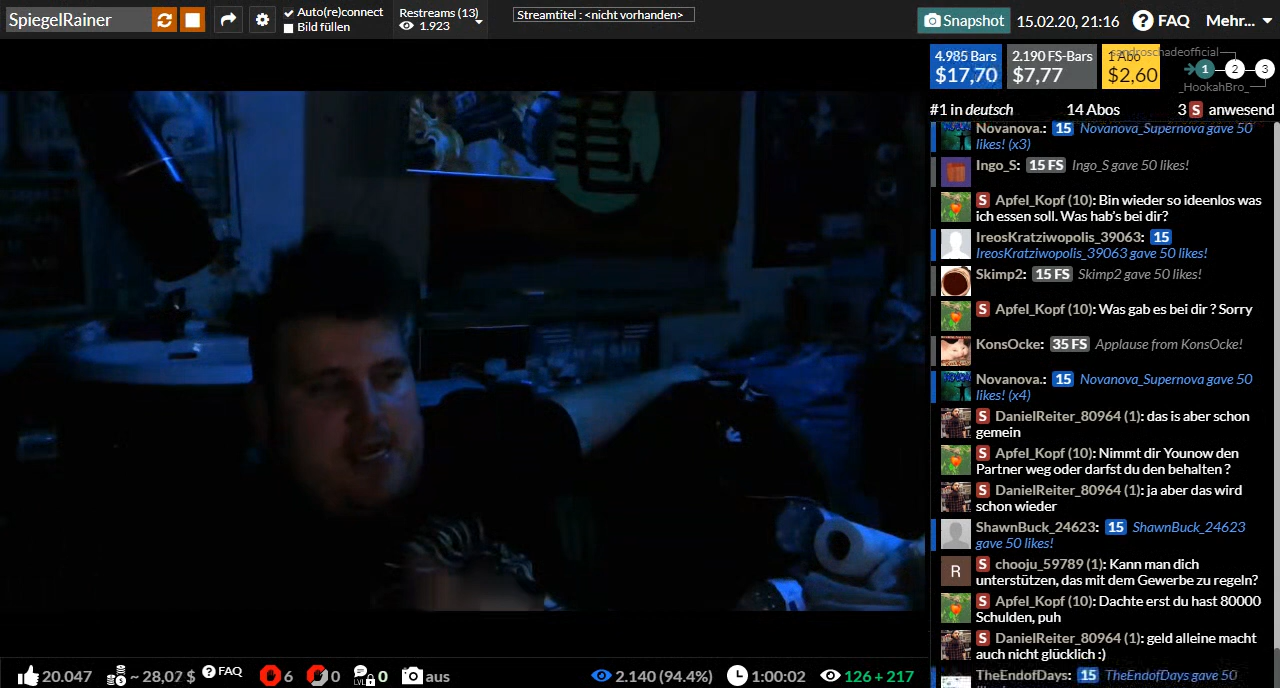 SpiegelRainer
Auto(re)connect
Bild füllen
Restreams (13)
1.923
Streamtitel : <nicht vorhanden>
Snapshot
15.02.20, 21:16
FAQ
Mehr...
4.985 Bars
$17,70
2.190 FS-Bars
$7,77
1 Abo
$2,60
sandroschadeofficial
1 2 3
_HookahBro_
#1 in deutsch
14 Abos
3 S anwesend
Novanova.: 15 Novanova_Supernova gave 50
likes! (x3)
Ingo_S: 15 FS Ingo_S gave 50 likes!
S Apfel_Kopf (10): Bin wieder so ideenlos was
ich essen soll. Was hab's bei dir?
IreosKratziwopolis_39063: 15
IreosKratziwopolis_39063 gave 50 likes!
Skimp2: 15 FS Skimp2 gave 50 likes!
S Apfel_Kopf (10): Was gab es bei dir ? Sorry
KonsOcke: 35 FS Applause from KonsOcke!
Novanova.: 15 Novanova_Supernova gave 50
likes! (x4)
S DanielReiter_80964 (1): das is aber schon
gemein
S Apfel_Kopf (10): Nimmt dir Younow den
Partner weg oder darfst du den behalten ?
S DanielReiter_80964 (1): ja aber das wird
schon wieder
ShawnBuck_24623: 15 ShawnBuck_24623
gave 50 likes!
R
S chooju_59789 (1): Kann man dich
unterstützen, das mit dem Gewerbe zu regeln?
S Apfel_Kopf (10): Dachte erst du hast 80000
Schulden, puh
S DanielReiter_80964 (1): geld alleine macht
auch nicht glücklich :)
TheEndofDays: 15 TheEndofDays gave 50
20.047
~ 28,07 $
FAQ
6
0
LVL
0
aus
2.140 (94.4%)
1:00:02
126 + 217